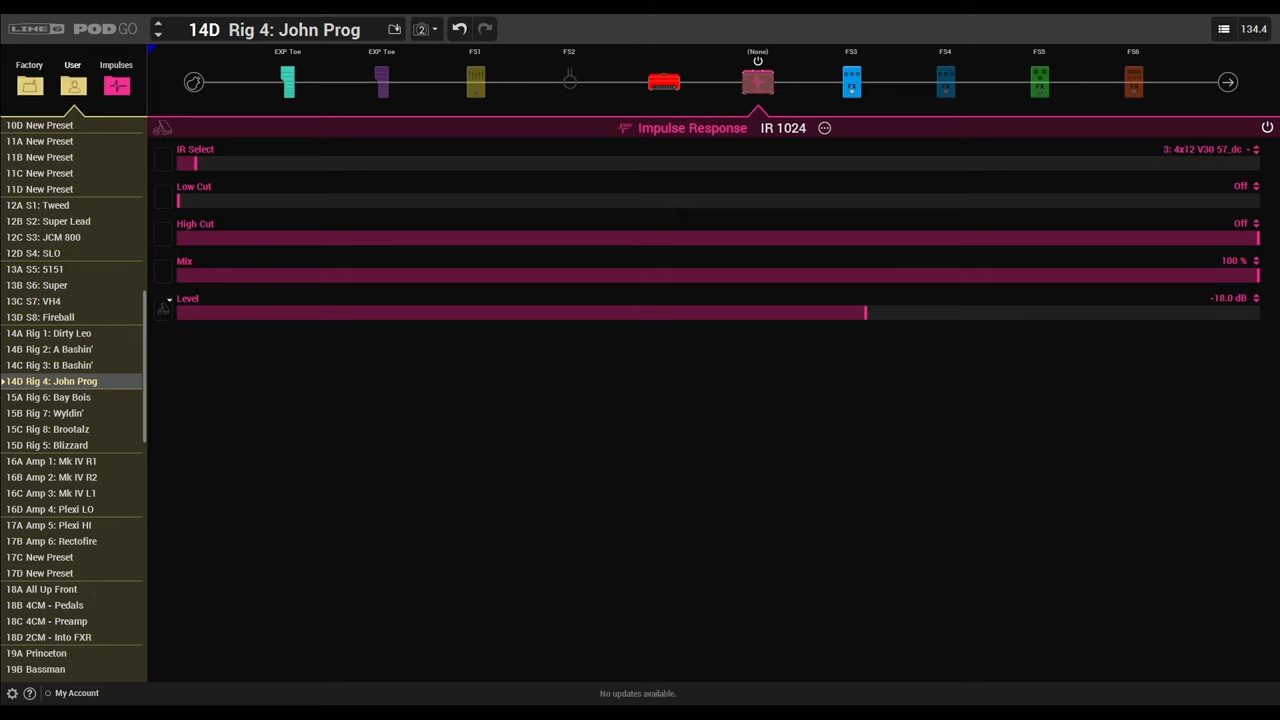 LINE 6 POD GO
14D Rig 4: John Prog
2
134.4
Factory
User
Impulses
EXP Toe
EXP Toe
FS1
FS2
(None)
FS3
FS4
FS5
FS6
FX
FX
FX
FX
Impulse Response IR 1024
IR Select
3: 4x12 V30 57_dc
Low Cut
Off
High Cut
Off
Mix
100 %
Level
-18.0 dB
10D New Preset
11A New Preset
11B New Preset
11C New Preset
11D New Preset
12A S1: Tweed
12B S2: Super Lead
12C S3: JCM 800
12D S4: SLO
13A S5: 5151
13B S6: Super
13C S7: VH4
13D S8: Fireball
14A Rig 1: Dirty Leo
14B Rig 2: A Bashin'
14C Rig 3: B Bashin'
14D Rig 4: John Prog
15A Rig 6: Bay Bois
15B Rig 7: Wyldin'
15C Rig 8: Brootalz
15D Rig 5: Blizzard
16A Amp 1: Mk IV R1
16B Amp 2: Mk IV R2
16C Amp 3: Mk IV L1
16D Amp 4: Plexi LO
17A Amp 5: Plexi HI
17B Amp 6: Rectofire
17C New Preset
17D New Preset
18A All Up Front
18B 4CM - Pedals
18C 4CM - Preamp
18D 2CM - Into FXR
19A Princeton
19B Bassman
? My Account
No updates available.